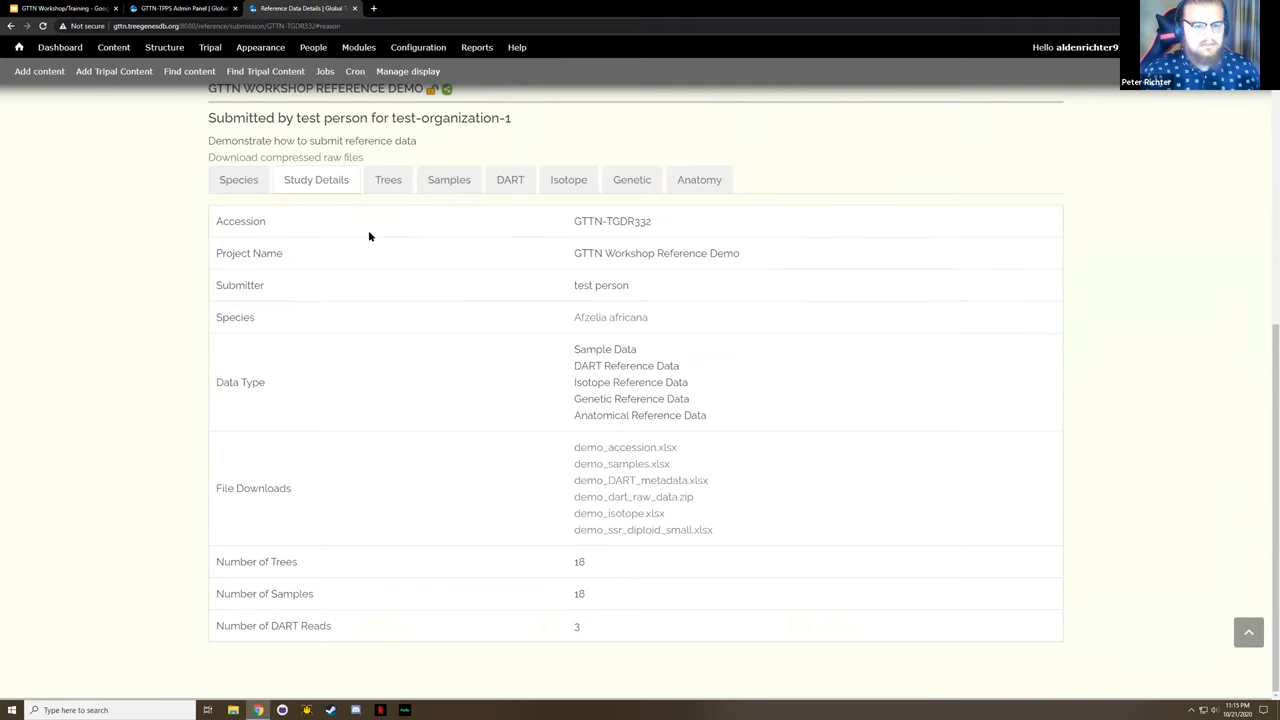 GTTN Workshop/Training - Goog
GTTN-TPPS Admin Panel | Global
Reference Data Details | Global T
Not secure | gttn.treegenesdb.org:8080/reference/submission/GTTN-TGDR332#reason
Dashboard Content Structure Tripal Appearance People Modules Configuration Reports Help
Hello aldenrichter9
Add content Add Tripal Content Find content Find Tripal Content Jobs Cron Manage display
Peter Richter
GTTN WORKSHOP REFERENCE DEMO
Submitted by test person for test-organization-1
Demonstrate how to submit reference data
Download compressed raw files
Species Study Details Trees Samples DART Isotope Genetic Anatomy
Accession GTTN-TGDR332
Project Name GTTN Workshop Reference Demo
Submitter test person
Species Afzelia africana
Data Type
Sample Data
DART Reference Data
Isotope Reference Data
Genetic Reference Data
Anatomical Reference Data
File Downloads
demo_accession.xlsx
demo_samples.xlsx
demo_DART_metadata.xlsx
demo_dart_raw_data.zip
demo_isotope.xlsx
demo_ssr_diploid_small.xlsx
Number of Trees 18
Number of Samples 18
Number of DART Reads 3
Type here to search
11:15 PM
10/21/2020